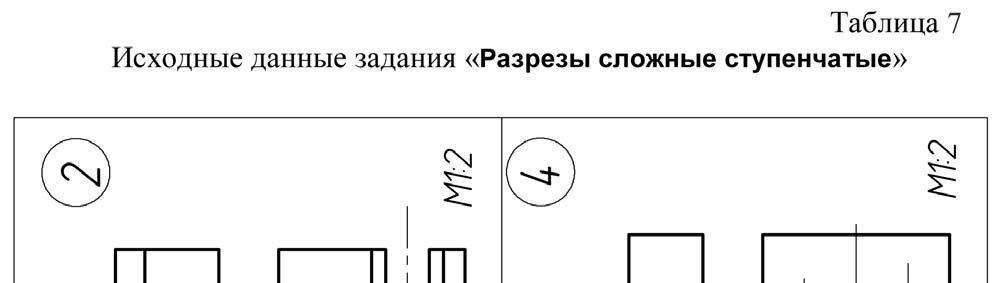 Таблица 7
Исходные данные задания «Разрезы сложные ступенчатые»
2
М1:2
4
М1:2